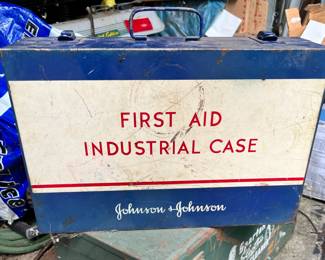 FIRST AID
INDUSTRIAL CASE
Johnson & Johnson